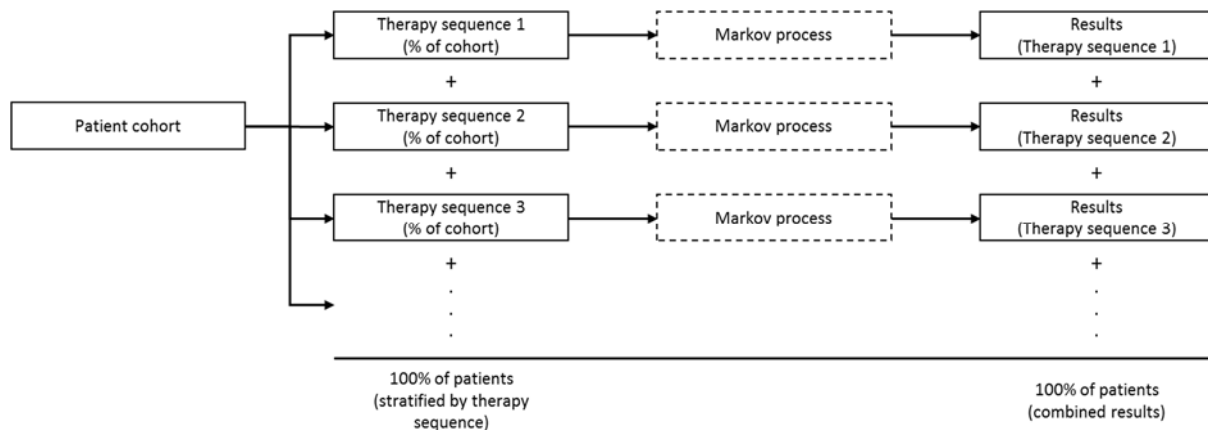 Therapy sequence 1
(% of cohort)
Markov process
Results
(Therapy sequence 1)
+
+
Patient cohort
Therapy sequence 2
(% of cohort)
Markov process
Results
(Therapy sequence 2)
+
+
Therapy sequence 3
(% of cohort)
Markov process
Results
(Therapy sequence 3)
+
+
.
.
.
.
.
.
100% of patients
(stratified by therapy
sequence)
100% of patients
(combined results)